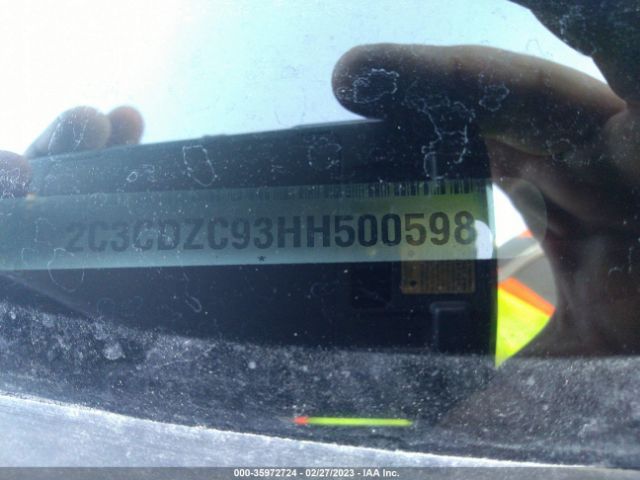 2C3CDZC93HH500598
*
000-35972724 - 02/27/2023 - IAA Inc.